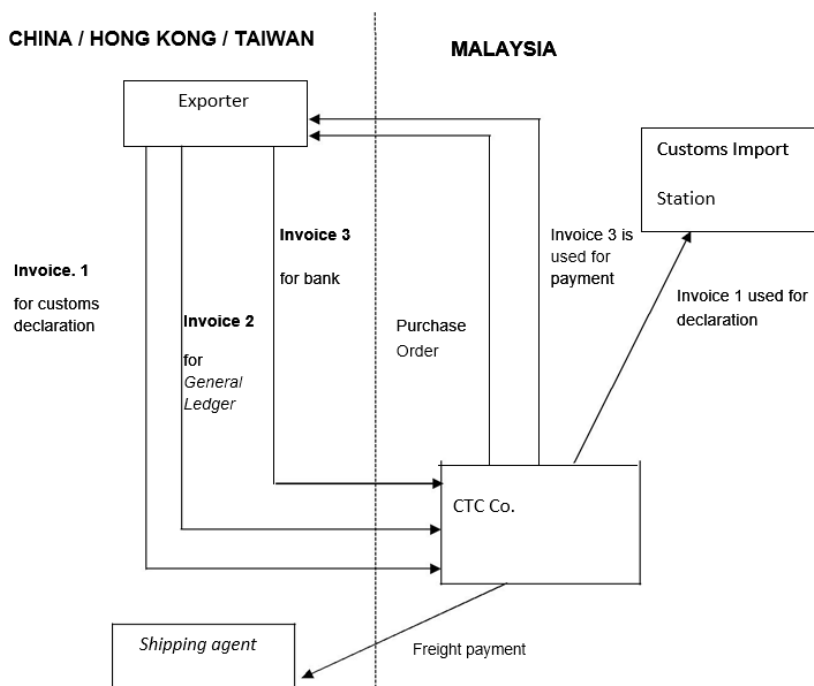 CHINA / HONG KONG / TAIWAN
MALAYSIA
Exporter
Customs Import
Station
Invoice 3
for bank
Invoice 3 is
used for
payment
Invoice. 1
for customs
declaration
Invoice 2
for
General
Ledger
Purchase
Order
Invoice 1 used for
declaration
CTC Co.
Shipping agent
Freight payment